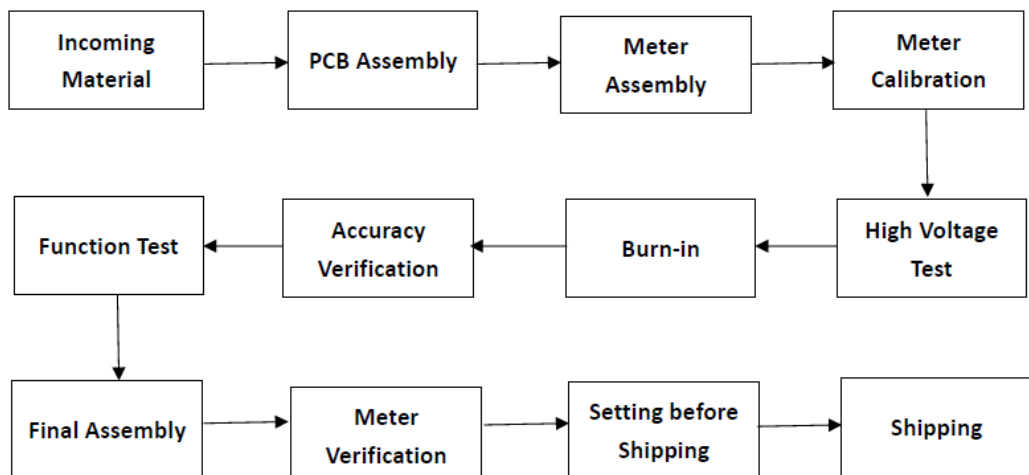 Incoming
Material
PCB Assembly
Meter
Assembly
Meter
Calibration
Function Test
Accuracy
Verification
Burn-in
High Voltage
Test
Final Assembly
Meter
Verification
Setting before
Shipping
Shipping